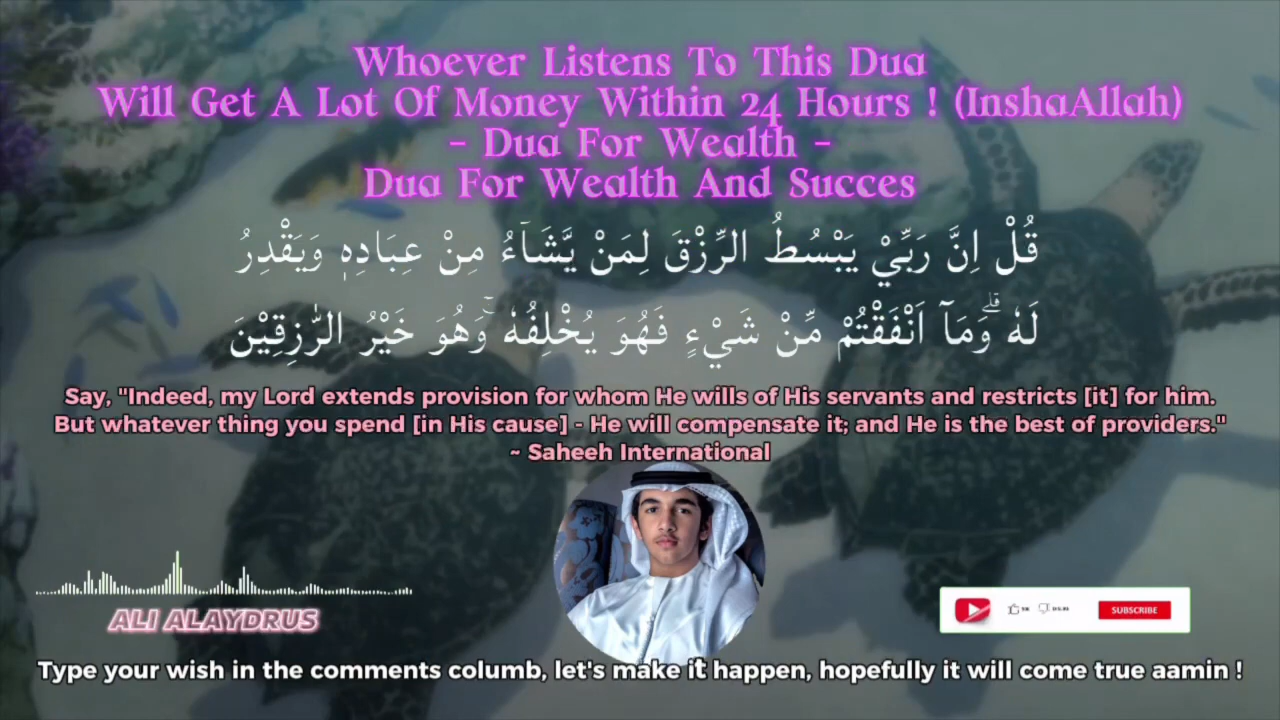 Whoever Listens To This Dua
Will Get A Lot Of Money Within 24 Hours ! (InshaAllah)
- Dua For Wealth -
Dua For Wealth And Succes
قُلْ اِنَّ رَبِّيْ يَبْسُطُ الرِّزْقَ لِمَنْ يَّشَاۤءُ مِنْ عِبَادِهٖ وَيَقْدِرُ
لَهٗ ۗوَمَآ اَنْفَقْتُمْ مِّنْ شَيْءٍ فَهُوَ يُخْلِفُهٗ ۚوَهُوَ خَيْرُ الرّٰزِقِيْنَ
Say, "Indeed, my Lord extends provision for whom He wills of His servants and restricts [it] for him.
But whatever thing you spend [in His cause] - He will compensate it; and He is the best of providers."
~ Saheeh International
ALI ALAYDRUS
SUBSCRIBE
Type your wish in the comments columb, let's make it happen, hopefully it will come true aamin !